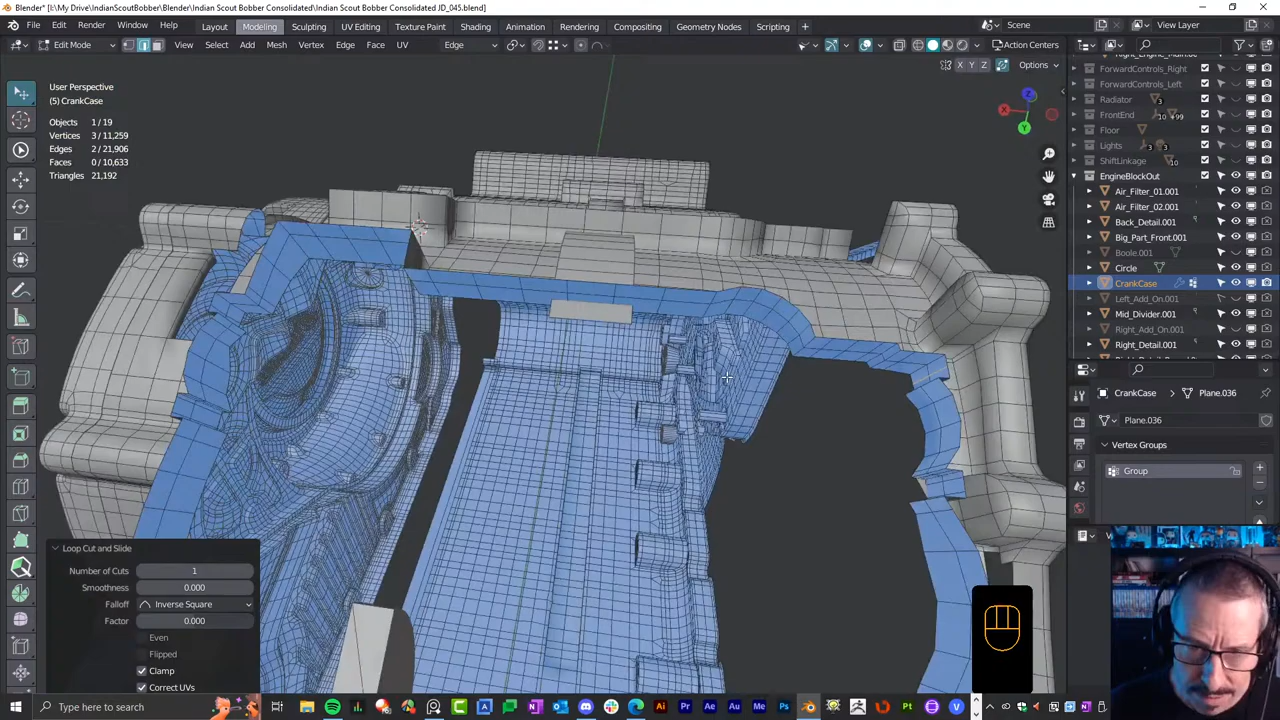 Blender* [I:\My Drive\IndianScoutBobber\Blender\Indian Scout Bobber Consolidated\Indian Scout Bobber Consolidated JD_045.blend]
File Edit Render Window Help Layout Modeling Sculpting UV Editing Texture Paint Shading Animation Rendering Compositing Geometry Nodes Scripting + Scene View Layer
Edit Mode View Select Add Mesh Vertex Edge Face UV Edge Action Centers
X Y Z Options
User Perspective
(5) CrankCase
Objects 1 / 19
Vertices 3 / 11,259
Edges 2 / 21,906
Faces 0 / 10,633
Triangles 21,192
ForwardControls_Right
ForwardControls_Left
Radiator 3
FrontEnd 10 +99
Floor
Lights 3 3
ShiftLinkage 10
EngineBlockOut
Air_Filter_01.001
Air_Filter_02.001
Back_Detail.001
Big_Part_Front.001
Boole.001
Circle
CrankCase
Left_Add_On.001
Mid_Divider.001
Right_Add_On.001
Right_Detail.001
CrankCase Plane.036
Plane.036
Vertex Groups
Group
Loop Cut and Slide
Number of Cuts 1
Smoothness 0.000
Falloff Inverse Square
Factor 0.000
Even
Flipped
Clamp
Correct UVs
Type here to search